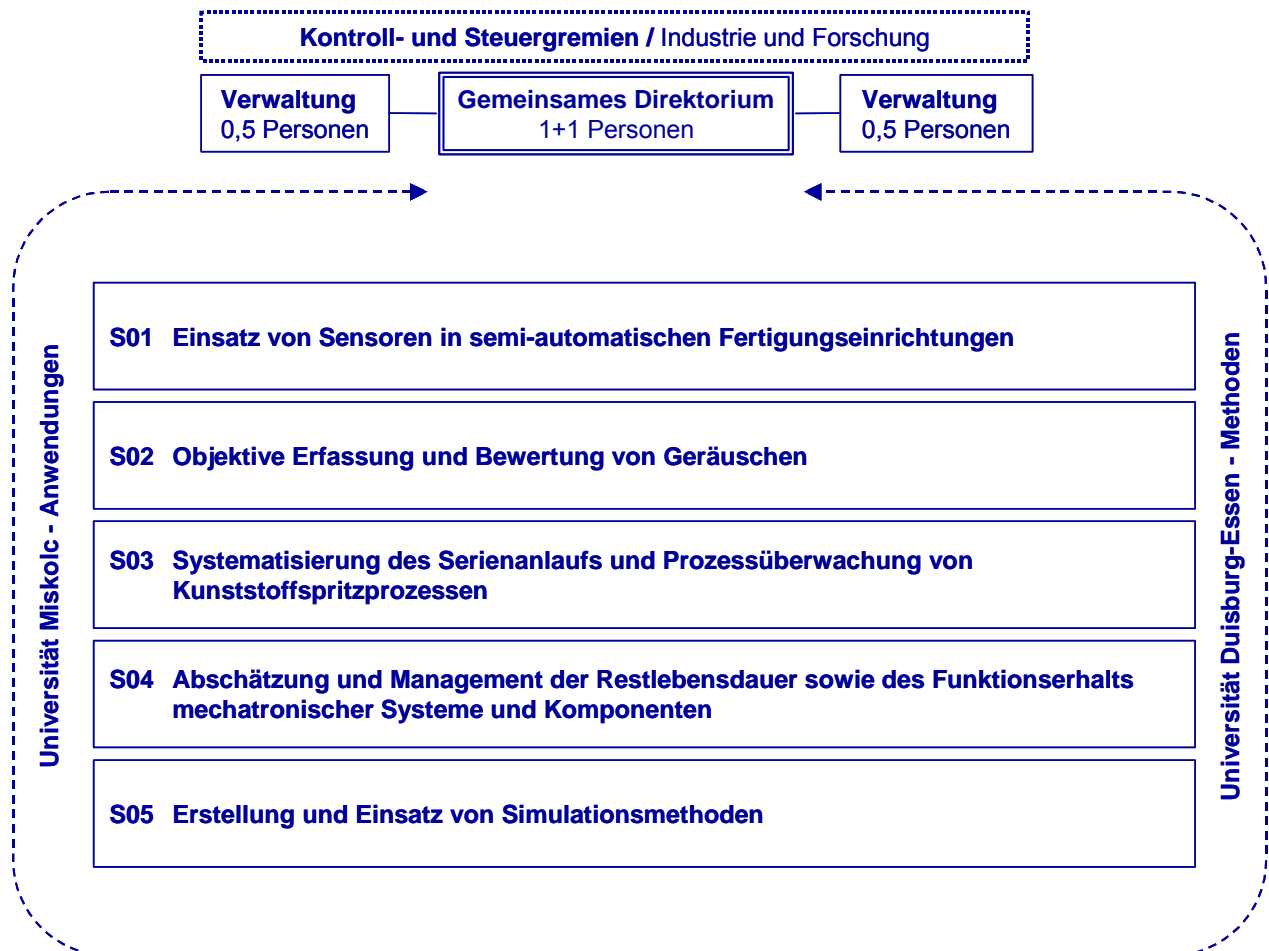 Kontroll- und Steuergremien / Industrie und Forschung
Verwaltung
0,5 Personen
Gemeinsames Direktorium
1+1 Personen
Verwaltung
0,5 Personen
Universität Miskolc - Anwendungen
S01 Einsatz von Sensoren in semi-automatischen Fertigungseinrichtungen
S02 Objektive Erfassung und Bewertung von Geräuschen
S03 Systematisierung des Serienanlaufs und Prozessüberwachung von
Kunststoffspritzprozessen
S04 Abschätzung und Management der Restlebensdauer sowie des Funktionserhalts
mechatronischer Systeme und Komponenten
S05 Erstellung und Einsatz von Simulationsmethoden
Universität Duisburg-Essen - Methoden